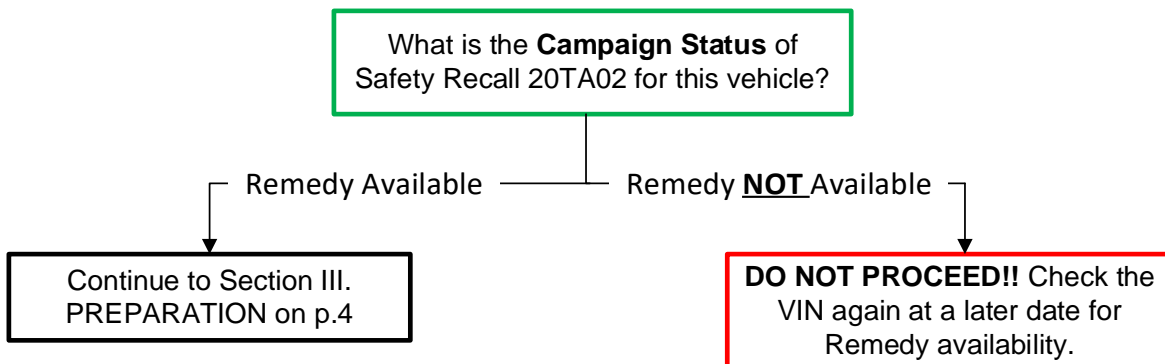 What is the Campaign Status of
Safety Recall 20TA02 for this vehicle?
Remedy Available
Remedy NOT Available
Continue to Section III.
PREPARATION on p.4
DO NOT PROCEED!! Check the
VIN again at a later date for
Remedy availability.